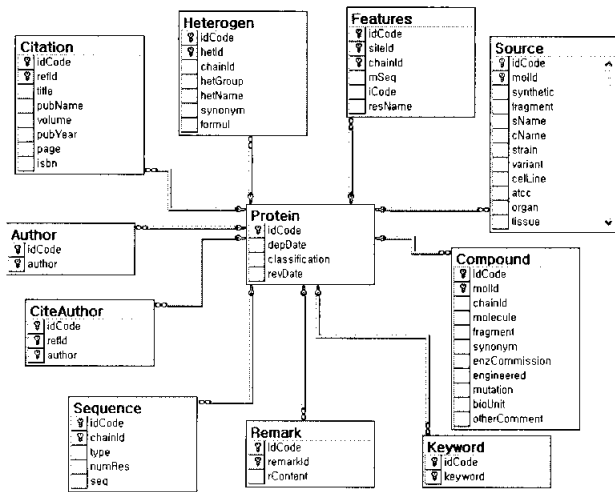 Citation
idCode
refId
title
pubName
volume
pubYear
page
isbn
Heterogen
idCode
hetId
chainId
hetGroup
hetName
synonym
formul
Features
idCode
siteId
chainId
mSeq
iCode
resName
Source
idCode
molId
synthetic
fragment
sName
cName
strain
variant
cellLine
atcc
organ
tissue
Author
idCode
author
Protein
idCode
depDate
classification
revDate
Compound
idCode
molId
chainId
molecule
fragment
synonym
enzCommission
engineered
mutation
bioUnit
otherComment
CiteAuthor
idCode
refId
author
Sequence
idCode
chainId
type
numRes
seq
Remark
idCode
remarkId
rContent
Keyword
idCode
keyword